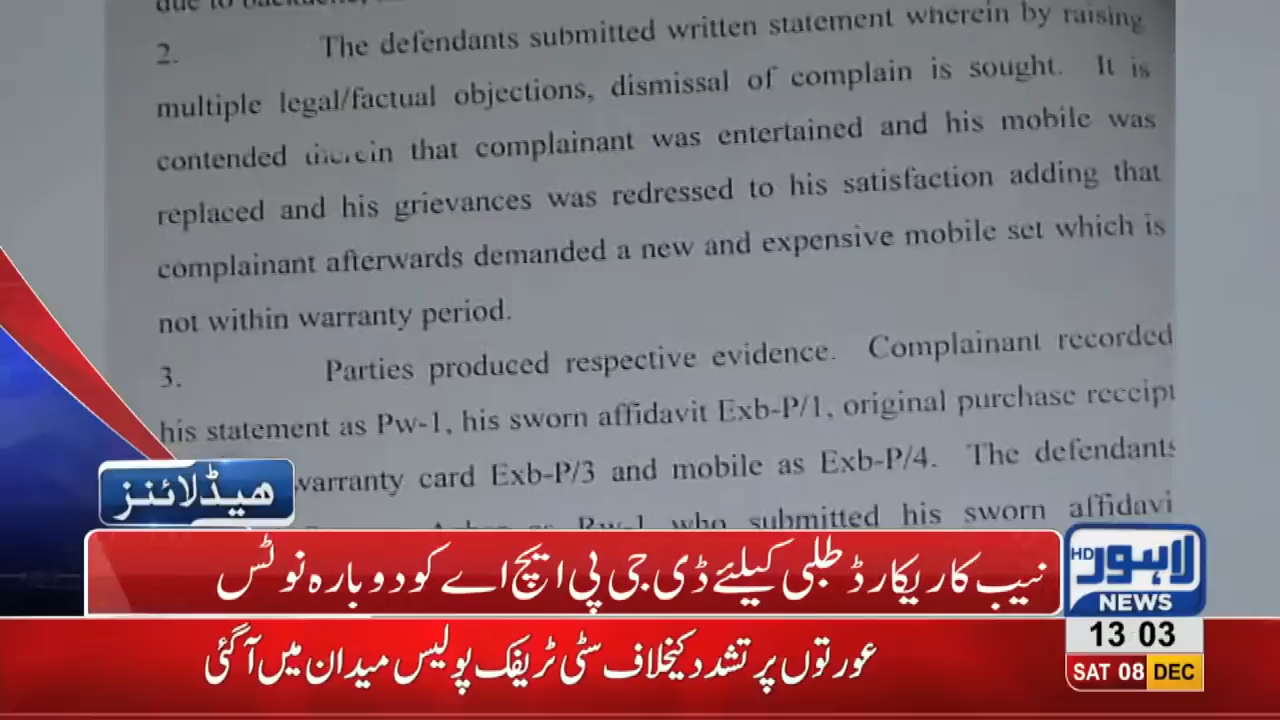 due to
2. The defendants submitted written statement wherein by raising
multiple legal/factual objections, dismissal of complain is sought. It is
contended therein that complainant was entertained and his mobile was
replaced and his grievances was redressed to his satisfaction adding that
complainant afterwards demanded a new and expensive mobile set which is
not within warranty period.
3. Parties produced respective evidence. Complainant recorded
his statement as Pw-1, his sworn affidavit Exb-P/1, original purchase receipt
warranty card Exb-P/3 and mobile as Exb-P/4. The defendants
who submitted his sworn affidavi
ھیڈلائنز
نیب کا ریکارڈ طلبی کیلئے ڈی جی پی ایچ اے کو دوبارہ نوٹس
عورتوں پر تشدد کیخلاف سٹی ٹریفک پولیس میدان میں آگئی
لاہور HD
NEWS
13 03
SAT 08 DEC